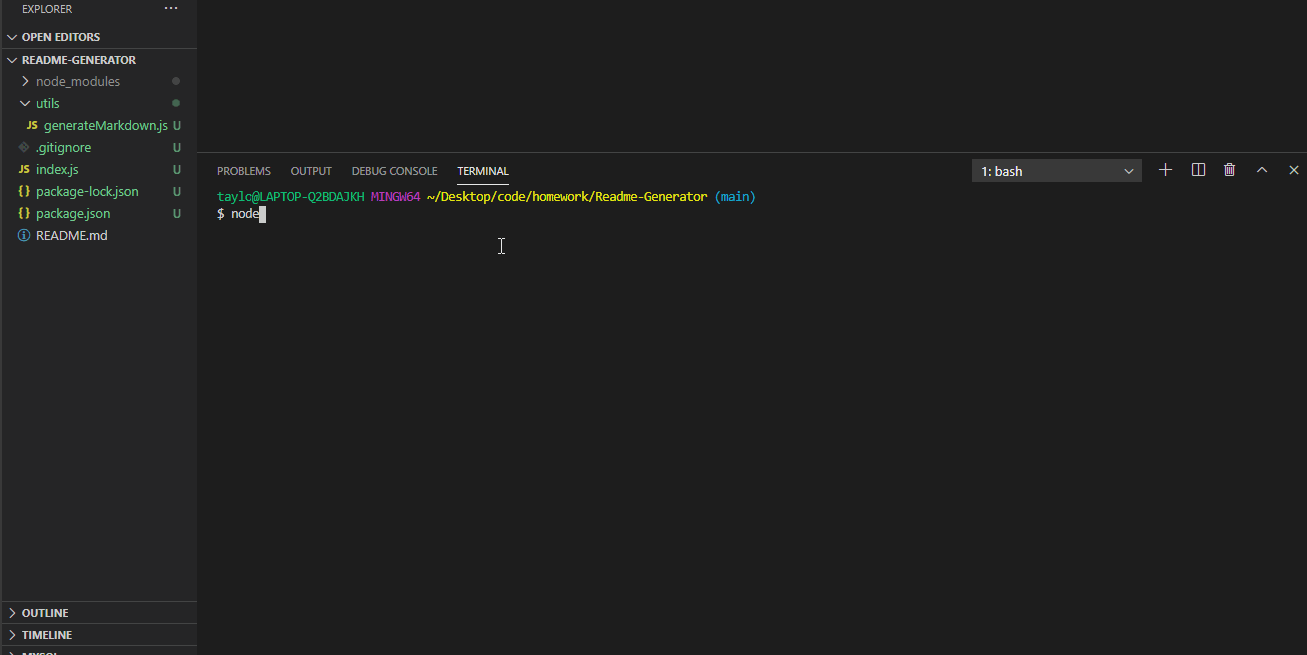 EXPLORER ···
OPEN EDITORS
README-GENERATOR
node_modules
utils
JS generateMarkdown.js U
.gitignore U
JS index.js U
{} package-lock.json U
{} package.json U
README.md
OUTLINE
TIMELINE
MYSQL
PROBLEMS OUTPUT DEBUG CONSOLE TERMINAL 1: bash
taylc@LAPTOP-Q2BDAJKH MINGW64 ~/Desktop/code/homework/Readme-Generator (main)
$ node